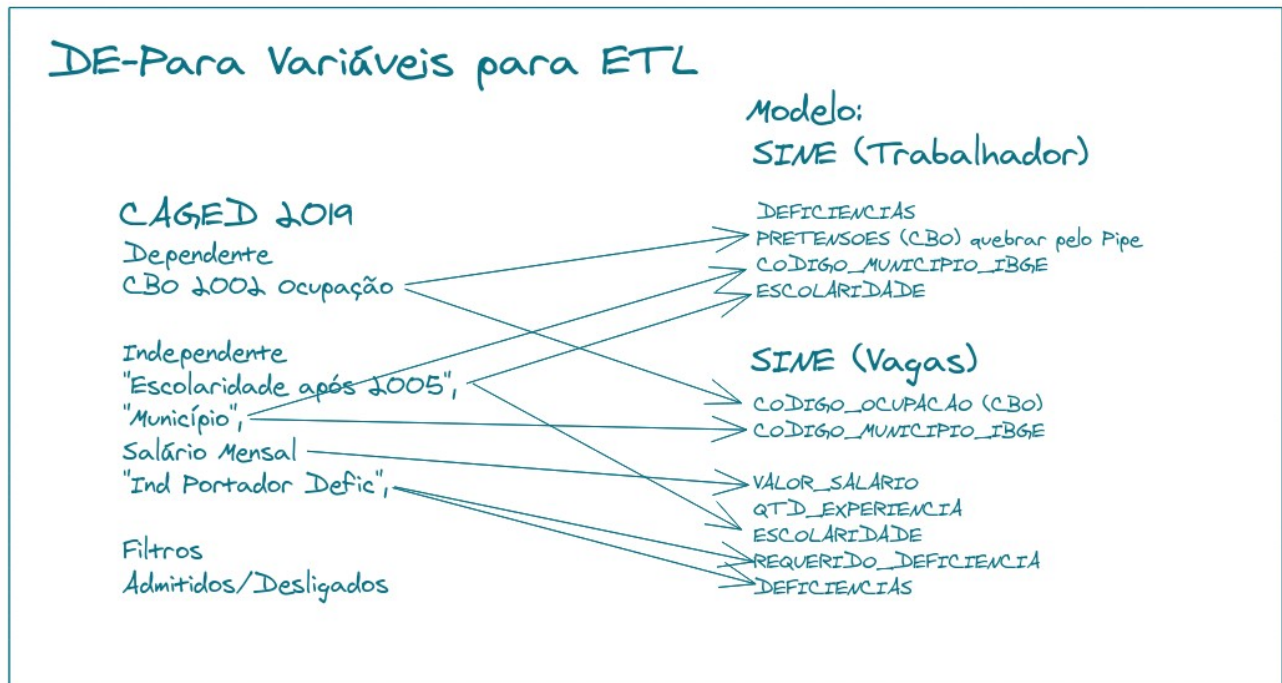 DE-Para Variáveis para ETL
CAGED 2019
Dependente
CBO 2002 Ocupação
Independente
"Escolaridade após 2005",
"Município",
Salário Mensal
"Ind Portador Defic",
Filtros
Admitidos/Desligados
Modelo:
SINE (Trabalhador)
DEFICIENCIAS
PRETENSOES (CBO) quebrar pelo Pipe
CODIGO_MUNICIPIO_IBGE
ESCOLARIDADE
SINE (Vagas)
CODIGO_OCUPACAO (CBO)
CODIGO_MUNICIPIO_IBGE
VALOR_SALARIO
QTD_EXPERIENCIA
ESCOLARIDADE
REQUERIDO_DEFICIENCIA
DEFICIENCIAS